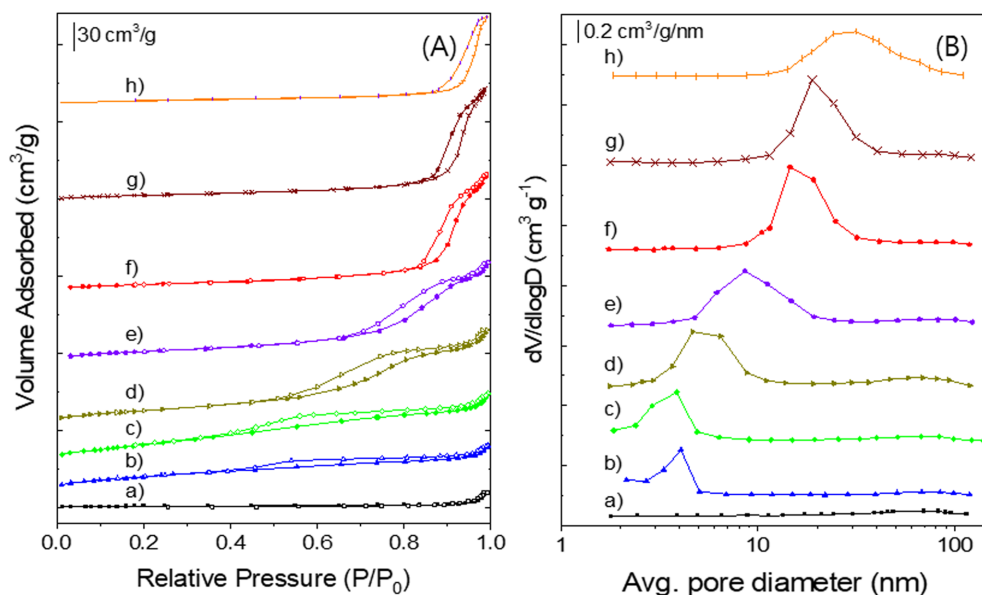 30 cm³/g
(A)
h)
g)
f)
e)
d)
c)
b)
a)
Volume Adsorbed (cm³/g)
0.0 0.2 0.4 0.6 0.8 1.0
Relative Pressure (P/P₀)
0.2 cm³/g/nm
(B)
h)
g)
f)
e)
d)
c)
b)
a)
dV/dlogD (cm³ g⁻¹)
1 10 100
Avg. pore diameter (nm)